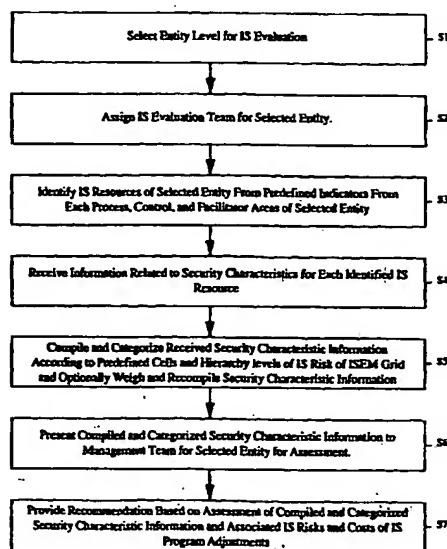 Select Entity Level for IS Evaluation
S1
Assign IS Evaluation Team for Selected Entity.
S2
Identify IS Resources of Selected Entity From Predefined Indicators From
Each Process, Control, and Facilitator Areas of Selected Entity
S3
Receive Information Related to Security Characteristics for Each Identified IS
Resource
S4
Compile and Categorize Received Security Characteristic Information
According to Predefined Cells and Hierarchy levels of IS Risk of ISEM Grid
and Optionally Weigh and Recompile Security Characteristic Information
S5
Present Compiled and Categorized Security Characteristic Information to
Management Team for Selected Entity for Assessment.
S6
Provide Recommendation Based on Assessment of Compiled and Categorized
Security Characteristic Information and Associated IS Risks and Costs of IS
Program Adjustments
S7